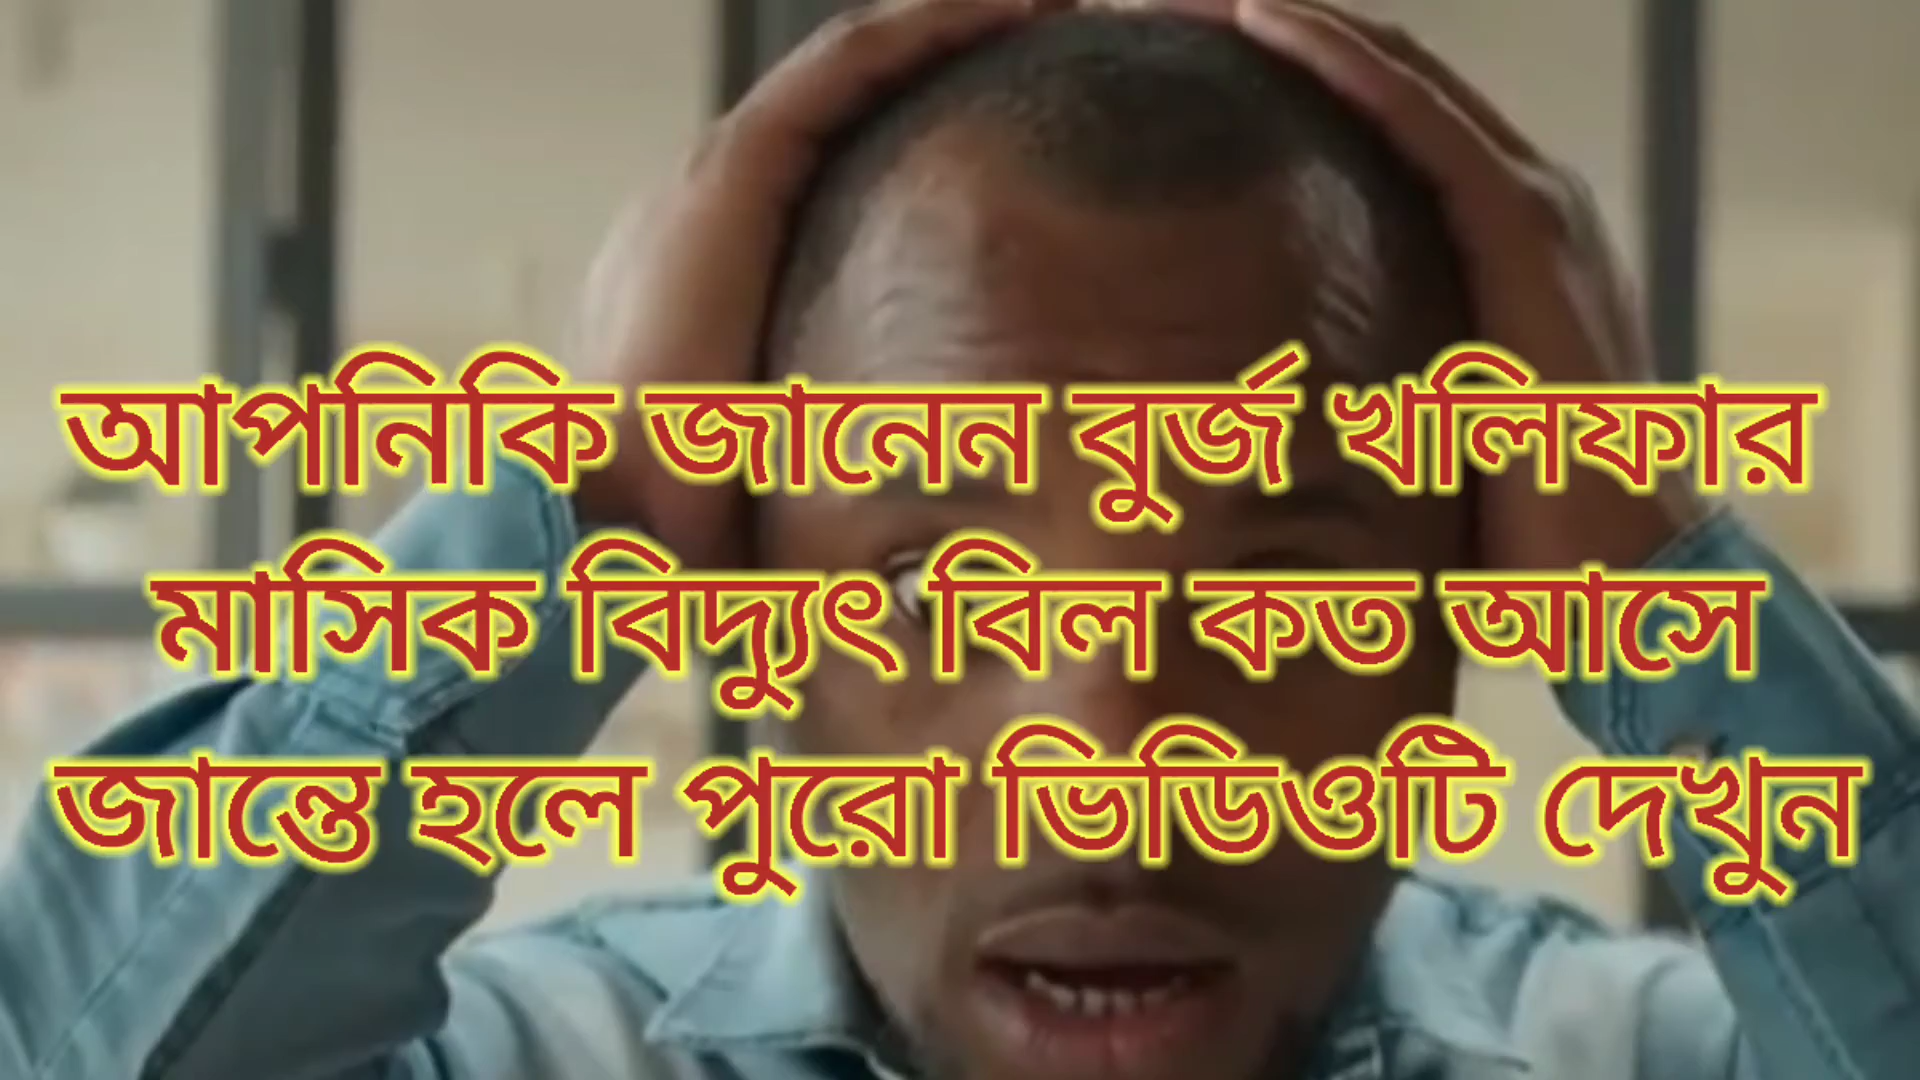 আপনিকি জানেন বুর্জ খলিফার
মাসিক বিদ্যুৎ বিল কত আসে
জান্তে হলে পুরো ভিডিওটি দেখুন